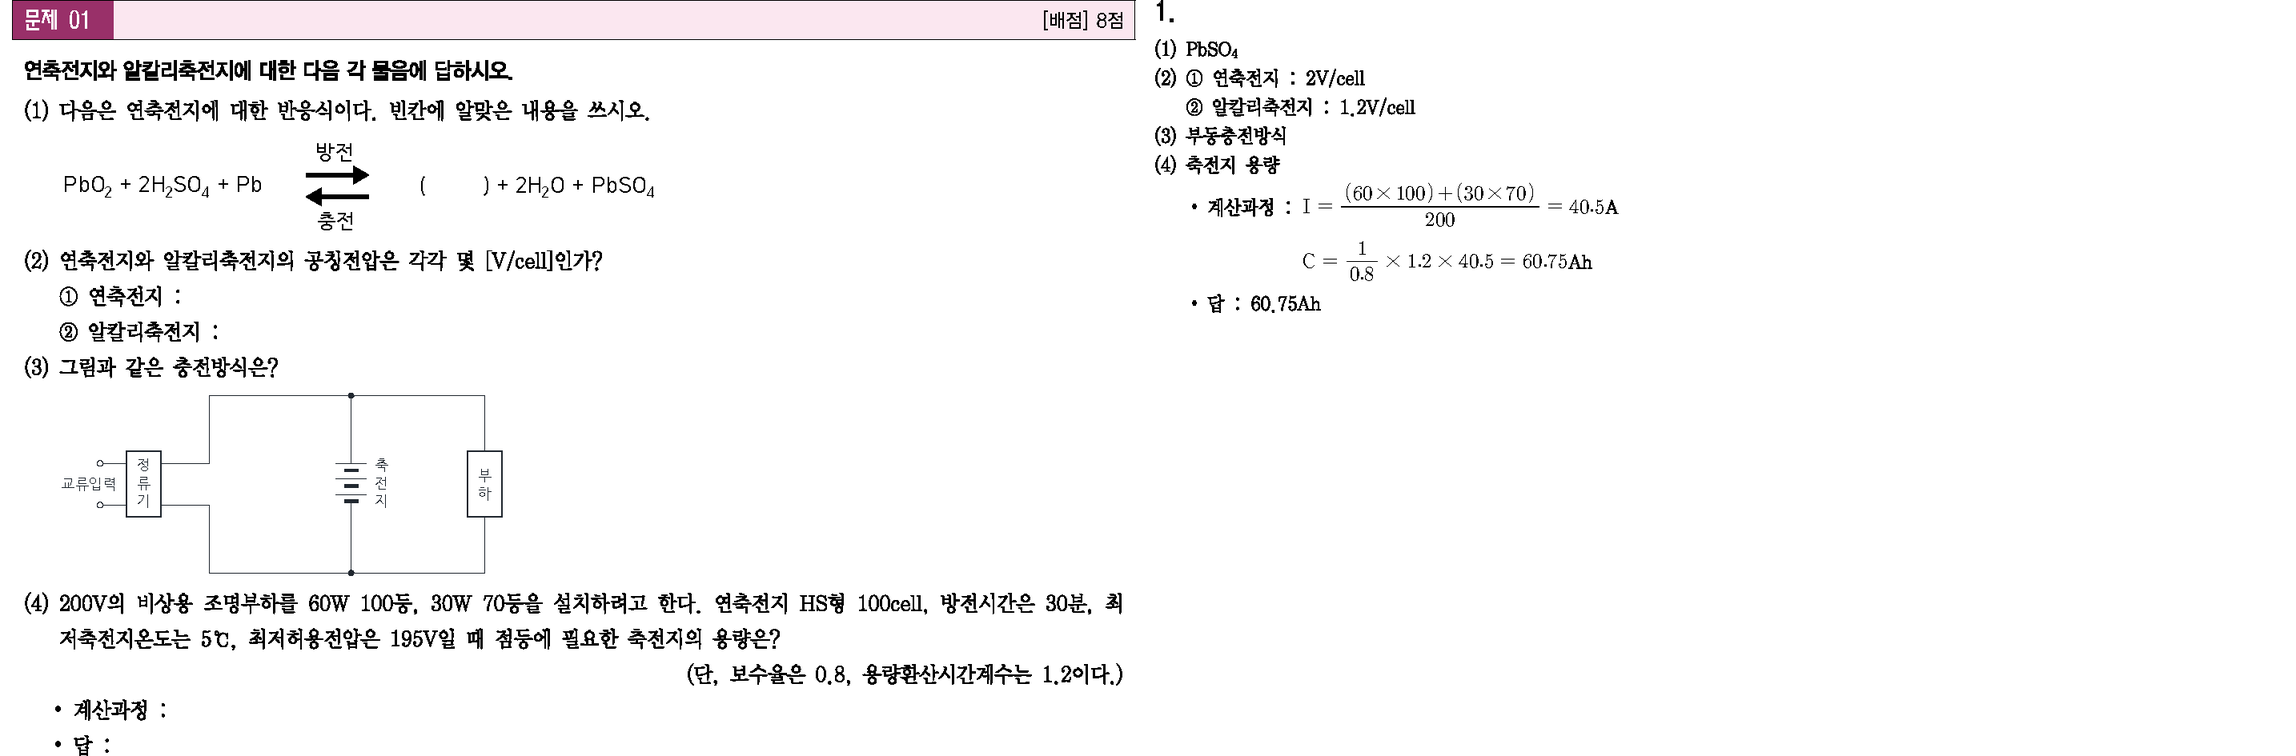 문제 01
[배점] 8점
연축전지와 알칼리축전지에 대한 다음 각 물음에 답하시오.
(1) 다음은 연축전지에 대한 반응식이다. 빈칸에 알맞은 내용을 쓰시오.
방전
PbO₂ + 2H₂SO₄ + Pb ⇄ (  ) + 2H₂O + PbSO₄
충전
(2) 연축전지와 알칼리축전지의 공칭전압은 각각 몇 [V/cell]인가?
① 연축전지 :
② 알칼리축전지 :
(3) 그림과 같은 충전방식은?
교류입력
정류기
축전지
부하
(4) 200V의 비상용 조명부하를 60W 100등, 30W 70등을 설치하려고 한다. 연축전지 HS형 100cell, 방전시간은 30분, 최
저축전지온도는 5℃, 최저허용전압은 195V일 때 점등에 필요한 축전지의 용량은?
(단, 보수율은 0.8, 용량환산시간계수는 1.2이다.)
• 계산과정 :
• 답 :
1.
(1) PbSO₄
(2) ① 연축전지 : 2V/cell
② 알칼리축전지 : 1.2V/cell
(3) 부동충전방식
(4) 축전지 용량
• 계산과정 : I = (60×100)+(30×70) / 200 = 40.5A
C = 1 / 0.8 × 1.2 × 40.5 = 60.75Ah
• 답 : 60.75Ah